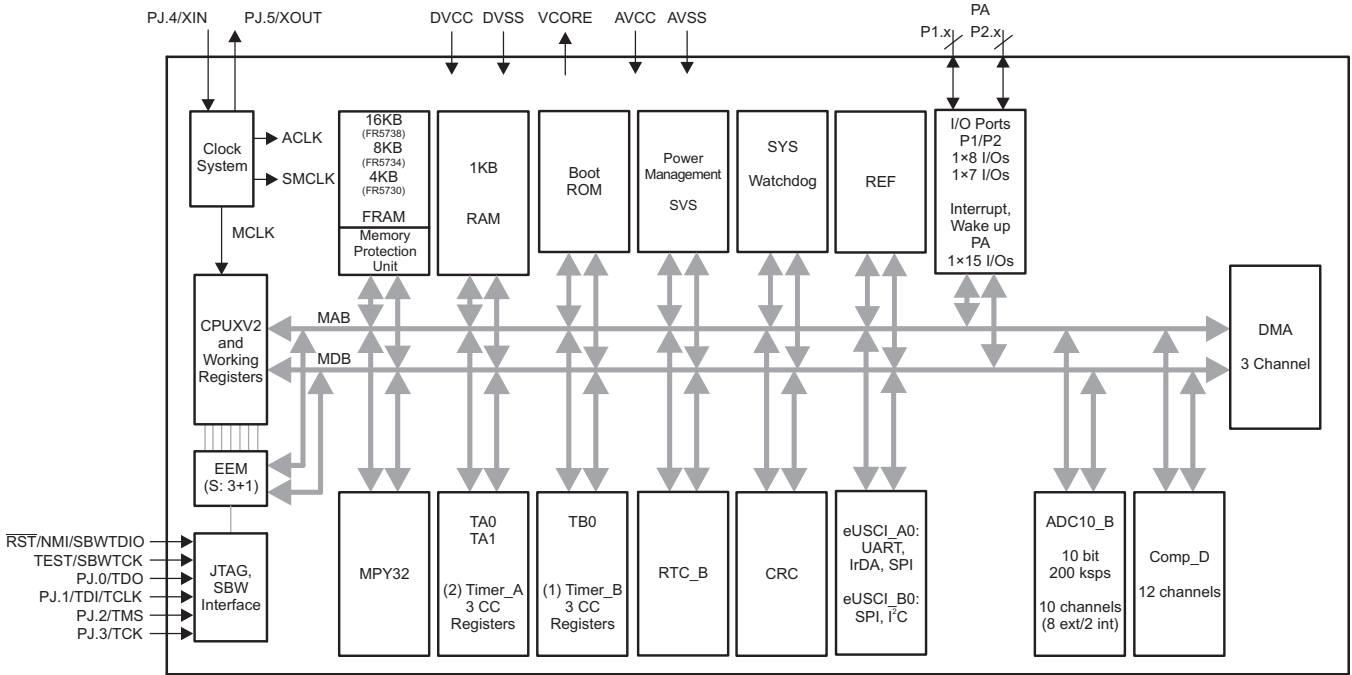 PJ.4/XIN
PJ.5/XOUT
DVCC
DVSS
VCORE
AVCC
AVSS
PA
P1.x
P2.x
Clock
System
ACLK
SMCLK
MCLK
16KB
(FR5738)
8KB
(FR5734)
4KB
(FR5730)
FRAM
Memory
Protection
Unit
1KB
RAM
Boot
ROM
Power
Management
SVS
SYS
Watchdog
REF
I/O Ports
P1/P2
1×8 I/Os
1×7 I/Os
Interrupt,
Wake up
PA
1×15 I/Os
CPUXV2
and
Working
Registers
MAB
MDB
DMA
3 Channel
EEM
(S: 3+1)
RST/NMI/SBWTDIO
TEST/SBWTCK
PJ.0/TDO
PJ.1/TDI/TCLK
PJ.2/TMS
PJ.3/TCK
JTAG,
SBW
Interface
MPY32
TA0
TA1
(2) Timer_A
3 CC
Registers
TB0
(1) Timer_B
3 CC
Registers
RTC_B
CRC
eUSCI_A0:
UART,
IrDA, SPI
eUSCI_B0:
SPI, I²C
ADC10_B
10 bit
200 ksps
10 channels
(8 ext/2 int)
Comp_D
12 channels